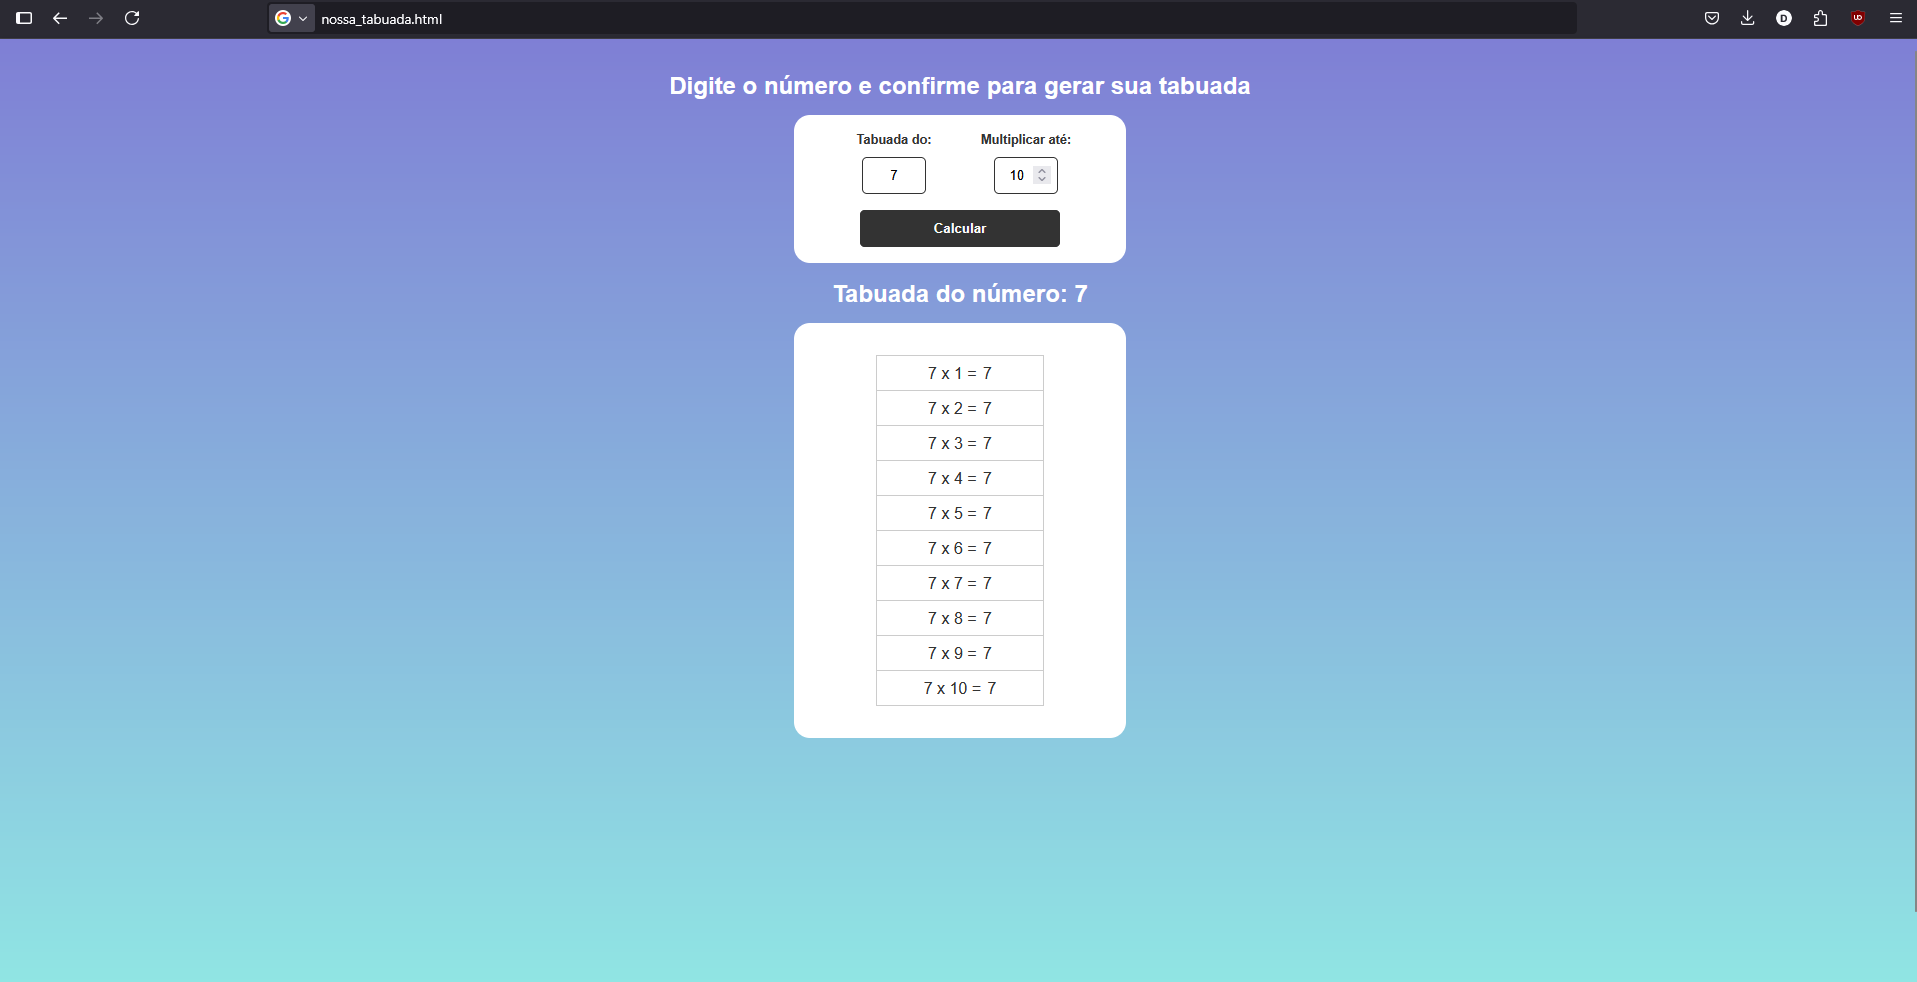 nossa_tabuada.html
Digite o número e confirme para gerar sua tabuada
Tabuada do: Multiplicar até:
7 10
Calcular
Tabuada do número: 7
7 x 1 = 7
7 x 2 = 7
7 x 3 = 7
7 x 4 = 7
7 x 5 = 7
7 x 6 = 7
7 x 7 = 7
7 x 8 = 7
7 x 9 = 7
7 x 10 = 7